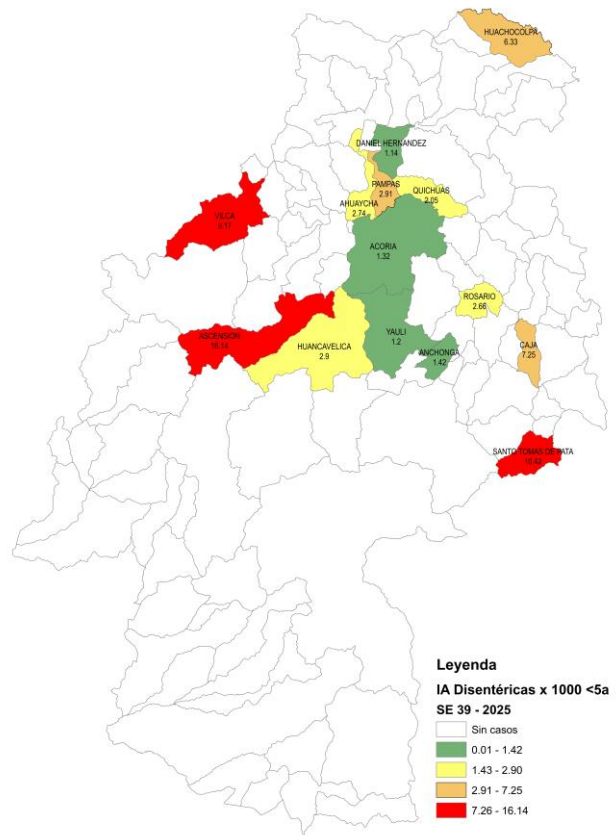 HUACHOCOLPA
6.33
DANIEL HERNANDEZ
1.14
PAMPAS
2.91
QUICHUAS
2.05
AHUAYCHA
2.74
VILCA
ACORIA
1.32
ROSARIO
2.66
ASCENSION
16.14
HUANCAVELICA
2.9
YAULI
1.2
ANCHONGA
1.42
CAJA
7.25
SANTO TOMAS DE PATA
Leyenda
IA Disentéricas x 1000 <5a
SE 39 - 2025
Sin casos
0.01 - 1.42
1.43 - 2.90
2.91 - 7.25
7.26 - 16.14